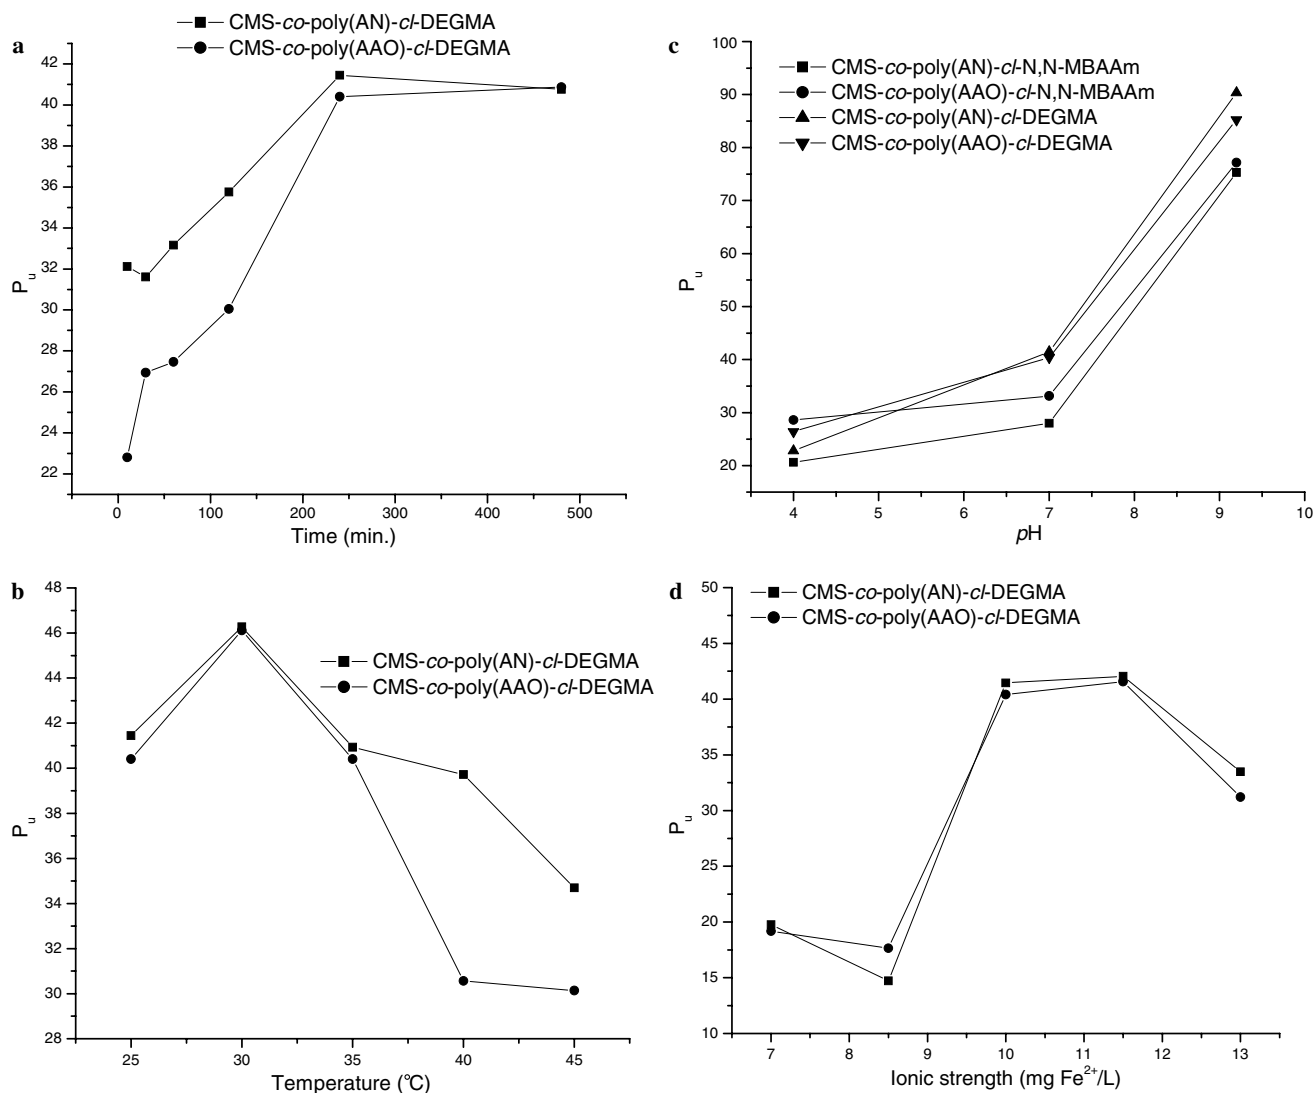 a
CMS-co-poly(AN)-cl-DEGMA
CMS-co-poly(AAO)-cl-DEGMA
42
40
38
36
34
32
30
28
26
24
22
P_u
0 100 200 300 400 500
Time (min.)
c
100
90
80
70
60
50
40
30
20
P_u
CMS-co-poly(AN)-cl-N,N-MBAAm
CMS-co-poly(AAO)-cl-N,N-MBAAm
CMS-co-poly(AN)-cl-DEGMA
CMS-co-poly(AAO)-cl-DEGMA
4 5 6 7 8 9 10
pH
b
48
46
44
42
40
38
36
34
32
30
28
P_u
CMS-co-poly(AN)-cl-DEGMA
CMS-co-poly(AAO)-cl-DEGMA
25 30 35 40 45
Temperature (°C)
d
50
45
40
35
30
25
20
15
10
P_u
CMS-co-poly(AN)-cl-DEGMA
CMS-co-poly(AAO)-cl-DEGMA
7 8 9 10 11 12 13
Ionic strength (mg Fe²⁺/L)